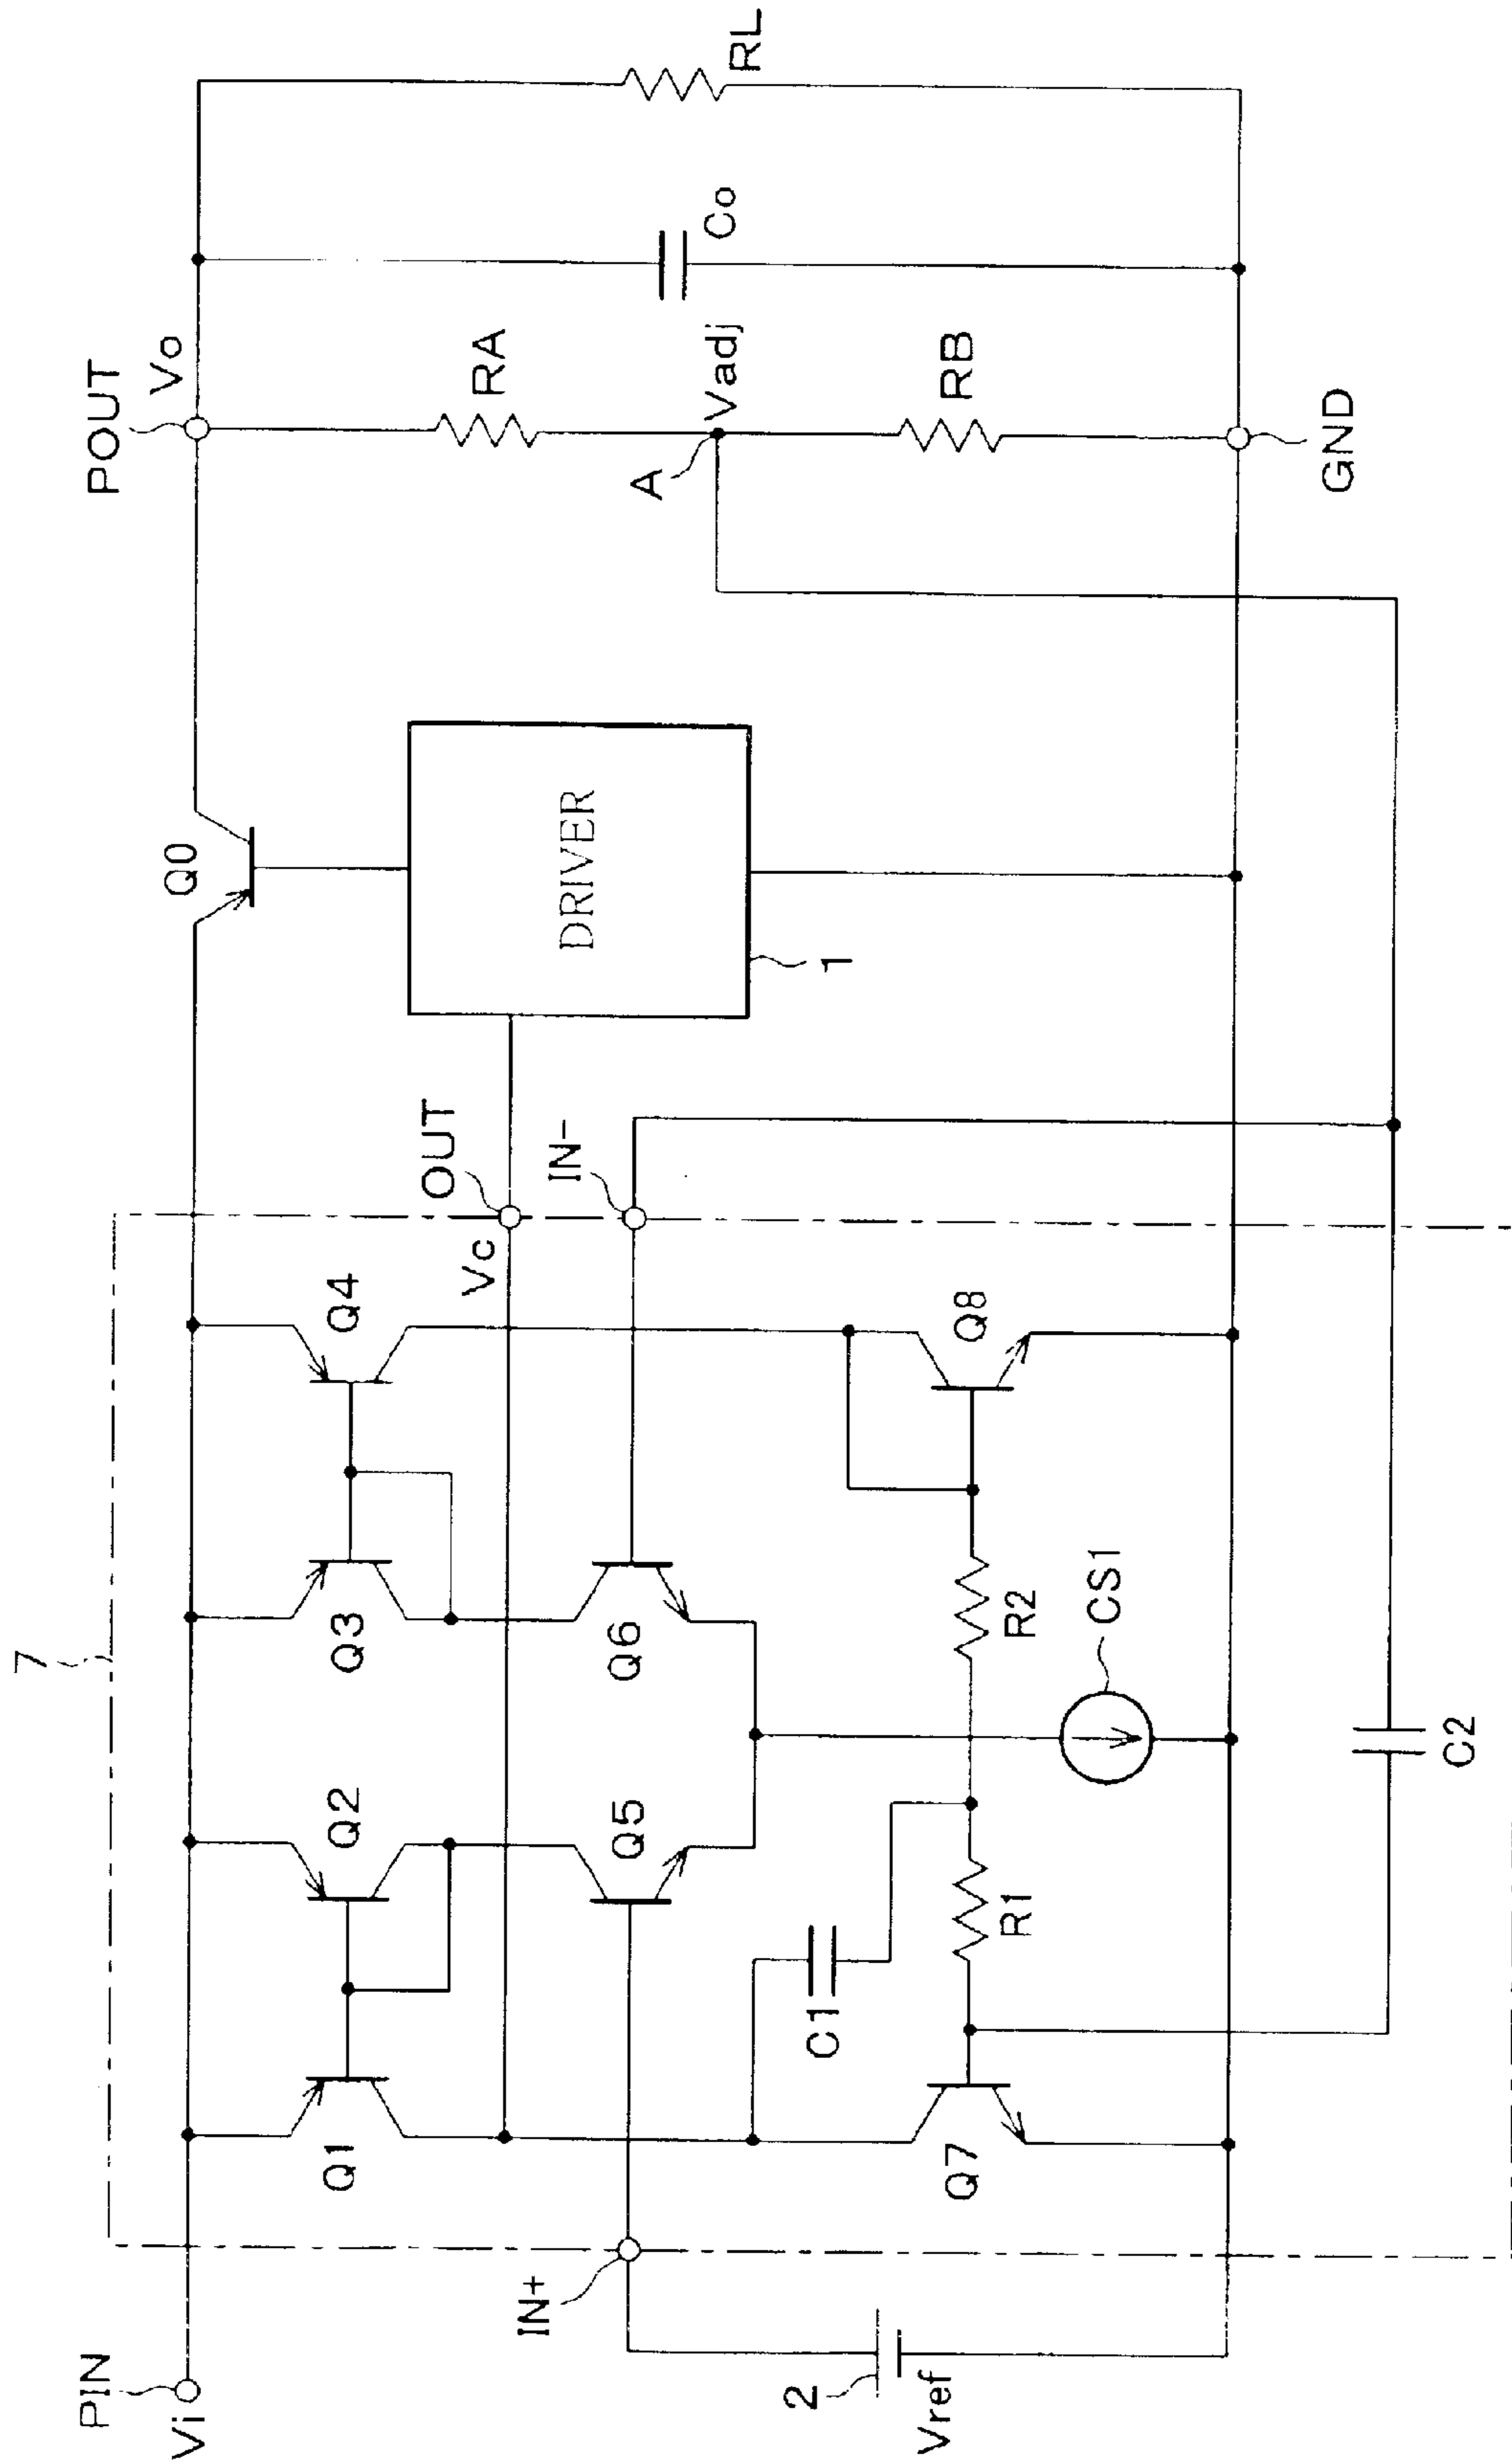 7
PIN
Vi
Q1
Q2
Q3
Q4
Q0
POUT
Vo
Vc
OUT
IN-
IN+
Q5
Q6
DRIVER
1
RA
A
Vadj
RB
Co
RL
C1
R1
R2
Q7
Q8
CS1
2
Vref
C2
GND